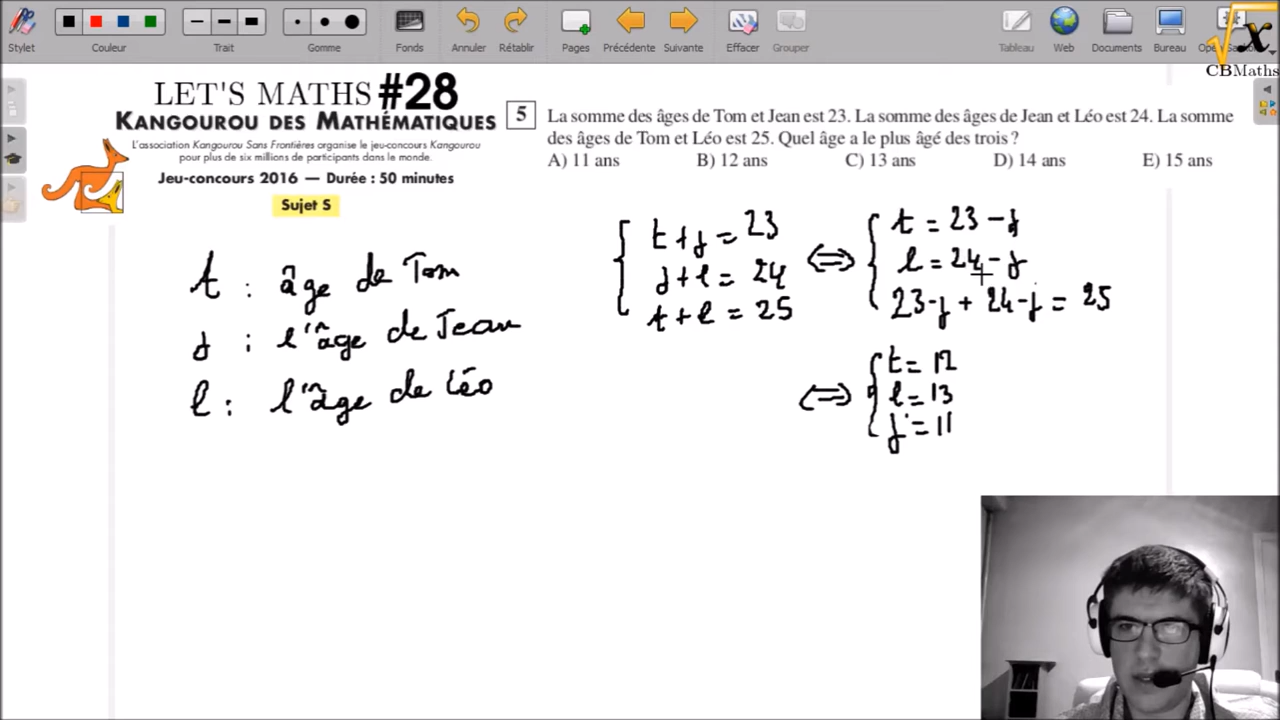 Stylet Couleur Trait Gomme Fonds Annuler Rétablir Pages Précédente Suivante Effacer Grouper Tableau Web Documents Bureau
CBMaths
LET'S MATHS #28
KANGOUROU DES MATHÉMATIQUES
L'association Kangourou Sans Frontières organise le jeu-concours Kangourou
pour plus de six millions de participants dans le monde.
Jeu-concours 2016 — Durée : 50 minutes
Sujet S
5 La somme des âges de Tom et Jean est 23. La somme des âges de Jean et Léo est 24. La somme
des âges de Tom et Léo est 25. Quel âge a le plus âgé des trois ?
A) 11 ans B) 12 ans C) 13 ans D) 14 ans E) 15 ans
t : âge de Tom
j : l'âge de Jean
l : l'âge de Léo
t + j = 23
j + l = 24
t + l = 25
⇔
t = 23 - j
l = 24 - j
23 - j + 24 - j = 25
⇔
t = 12
l = 13
j = 11